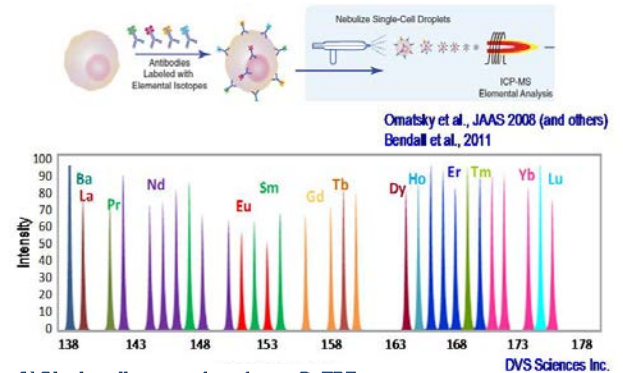 Nebulize Single-Cell Droplets
Antibodies
Labeled with
Elemental Isotopes
ICP-MS
Elemental Analysis
Ornatsky et al., JAAS 2008 (and others)
Bendall et al., 2011
Intensity
100
90
80
70
60
50
40
30
20
10
0
Ba
La
Pr
Nd
Sm
Eu
Gd
Tb
Dy
Ho
Er
Tm
Yb
Lu
138 143 148 153 158 163 168 173 178
DVS Sciences Inc.